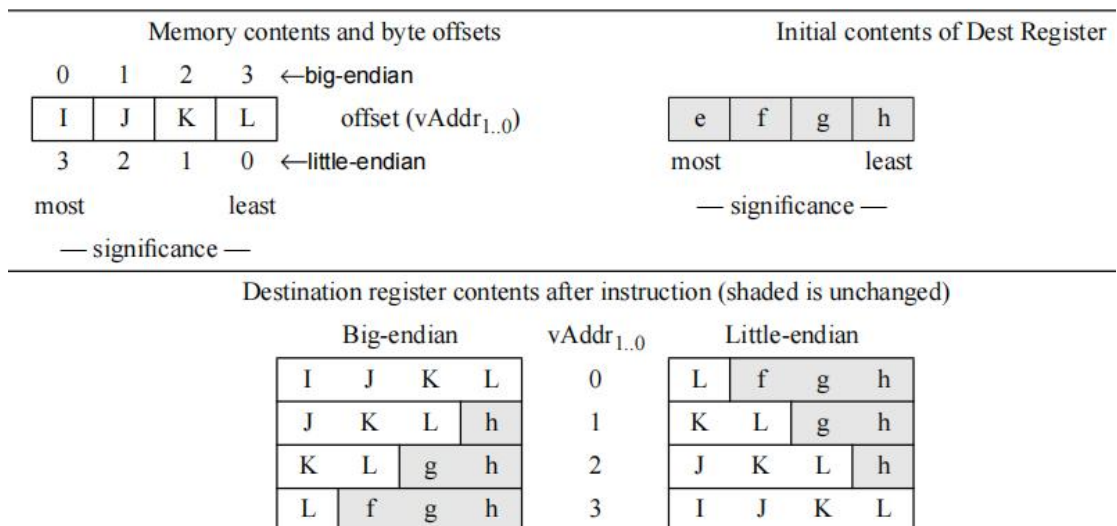 Memory contents and byte offsets
Initial contents of Dest Register
0 1 2 3 ←big-endian
I J K L offset (vAddr1..0)
e f g h
3 2 1 0 ←little-endian
most least
most least
— significance —
— significance —
Destination register contents after instruction (shaded is unchanged)
Big-endian vAddr1..0 Little-endian
I J K L 0 L f g h
J K L h 1 K L g h
K L g h 2 J K L h
L f g h 3 I J K L